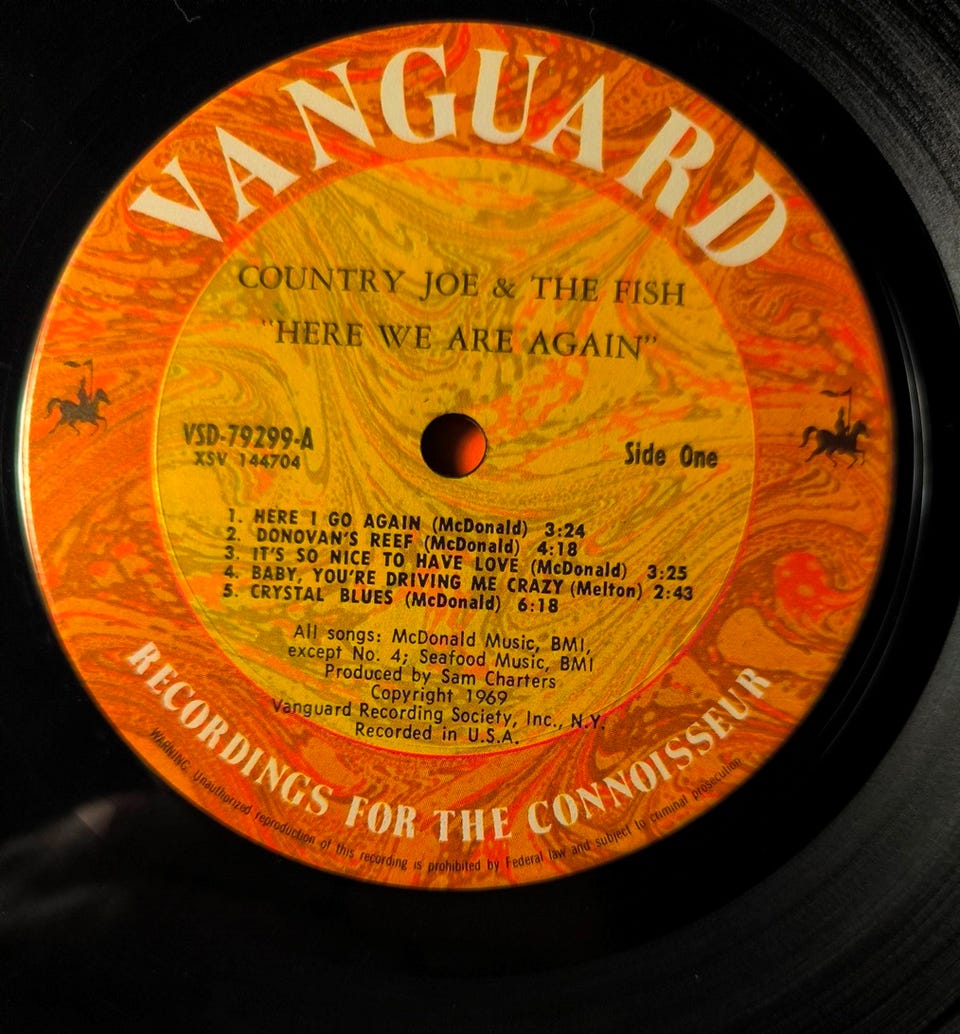 VANGUARD
COUNTRY JOE & THE FISH
"HERE WE ARE AGAIN"
VSD-79299-A
XSV 144704
Side One
1. HERE I GO AGAIN (McDonald) 3:24
2. DONOVAN'S REEF (McDonald) 4:18
3. IT'S SO NICE TO HAVE LOVE (McDonald) 3:25
4. BABY, YOU'RE DRIVING ME CRAZY (Melton) 2:43
5. CRYSTAL BLUES (McDonald) 6:18
All songs: McDonald Music, BMI,
except No. 4; Seafood Music, BMI
Produced by Sam Charters
Copyright 1969
Vanguard Recording Society, Inc., N.Y.
Recorded in U.S.A.
RECORDINGS FOR THE CONNOISSEUR
WARNING: Unauthorized reproduction of this recording is prohibited by Federal law and subject to criminal prosecution